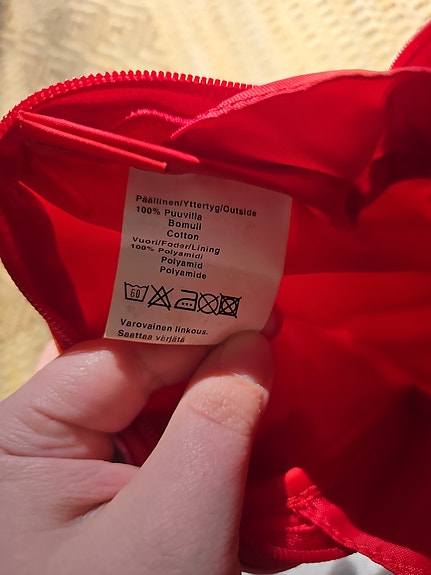 Päällinen/Yttertyg/Outside
100% Puuvilla
Bomull
Cotton
Vuori/Foder/Lining
100% Polyamidi
Polyamid
Polyamide
60
Varovainen linkous.
Saattaa värjätä